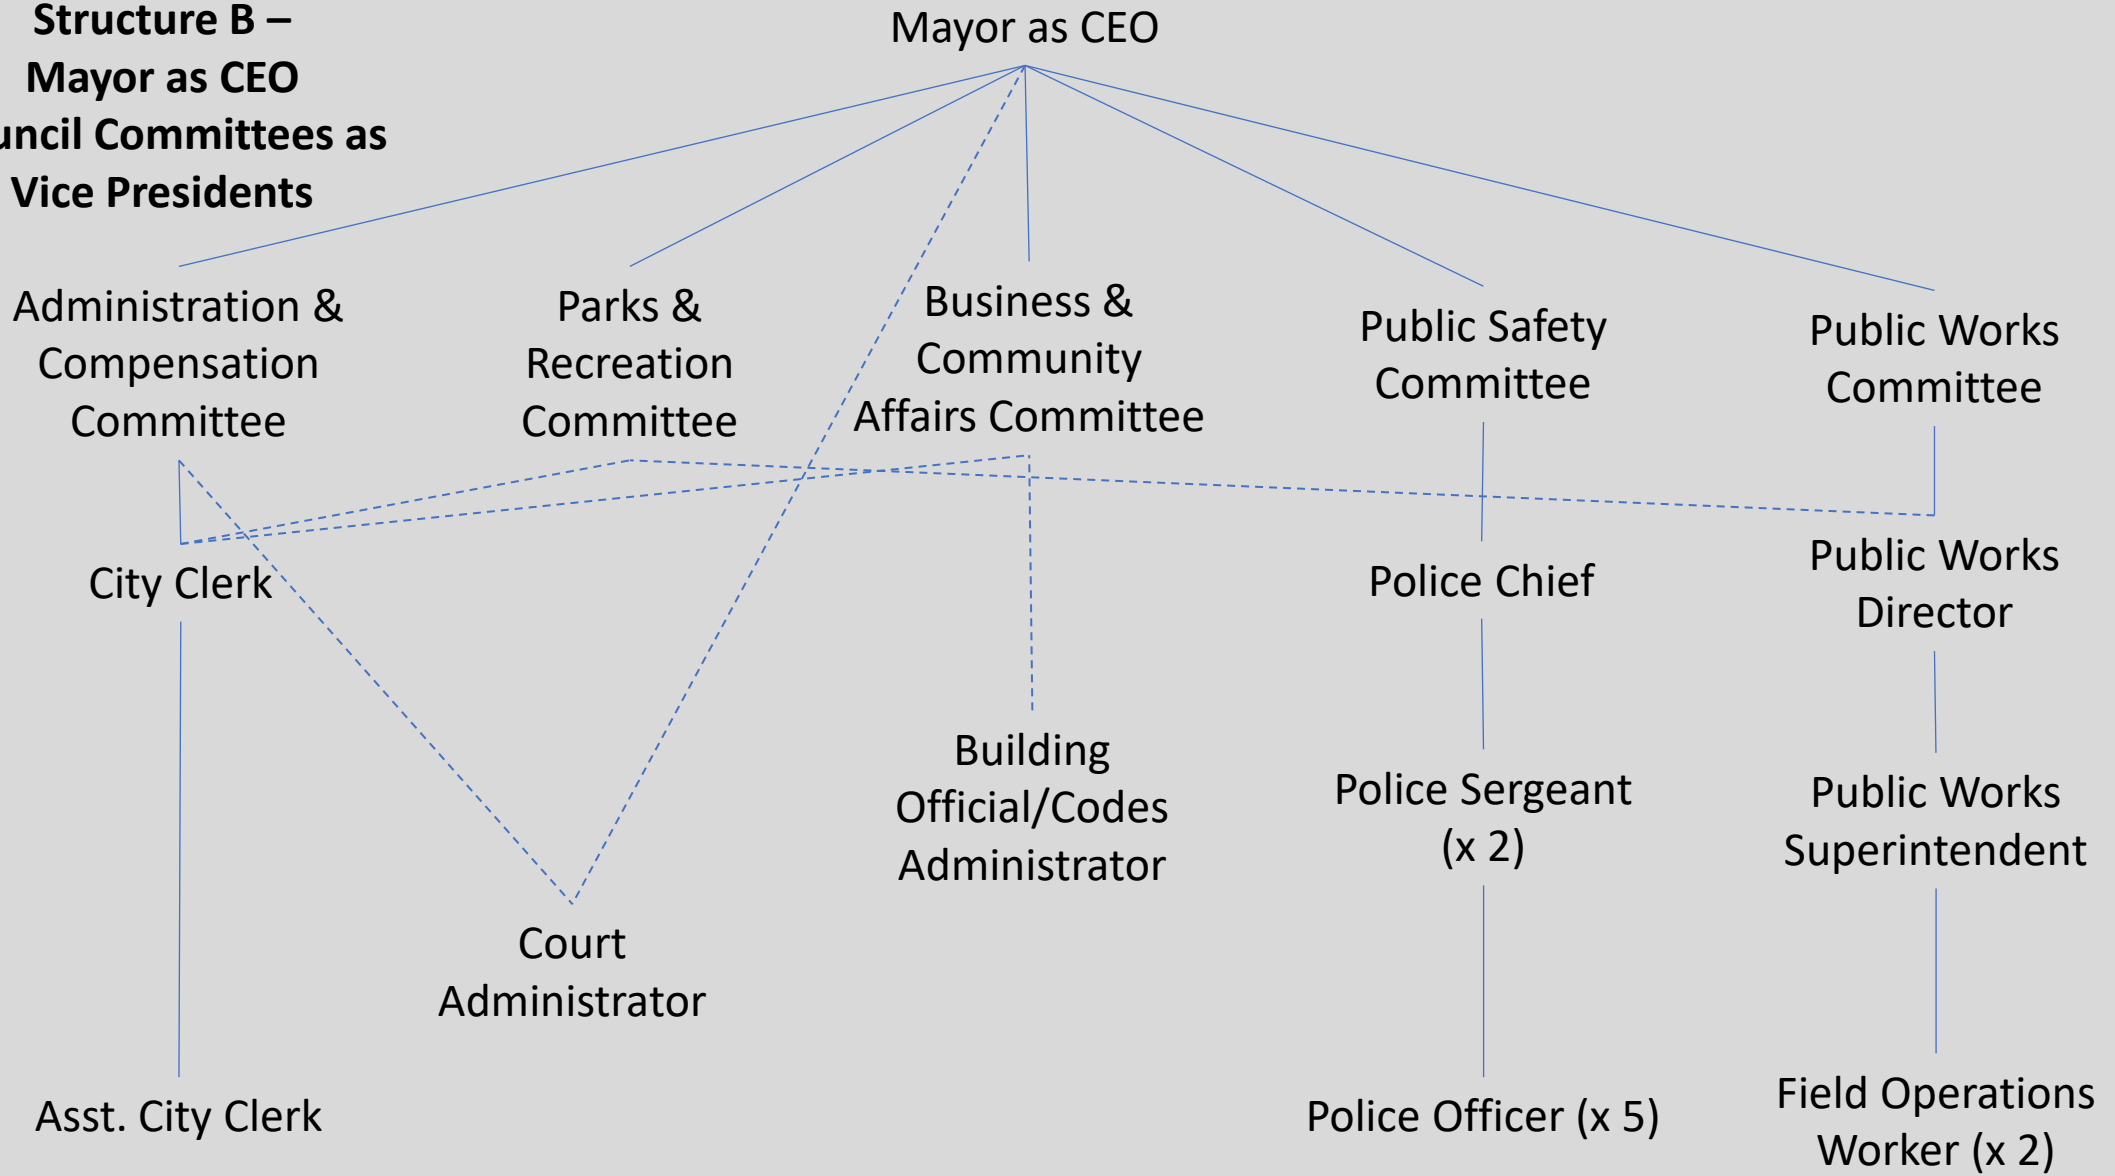 Structure B –
Mayor as CEO
uncil Committees as
Vice Presidents
Mayor as CEO
Administration &
Compensation
Committee
Parks &
Recreation
Committee
Business &
Community
Affairs Committee
Public Safety
Committee
Public Works
Committee
City Clerk
Police Chief
Public Works
Director
Building
Official/Codes
Administrator
Police Sergeant
(x 2)
Public Works
Superintendent
Court
Administrator
Asst. City Clerk
Police Officer (x 5)
Field Operations
Worker (x 2)